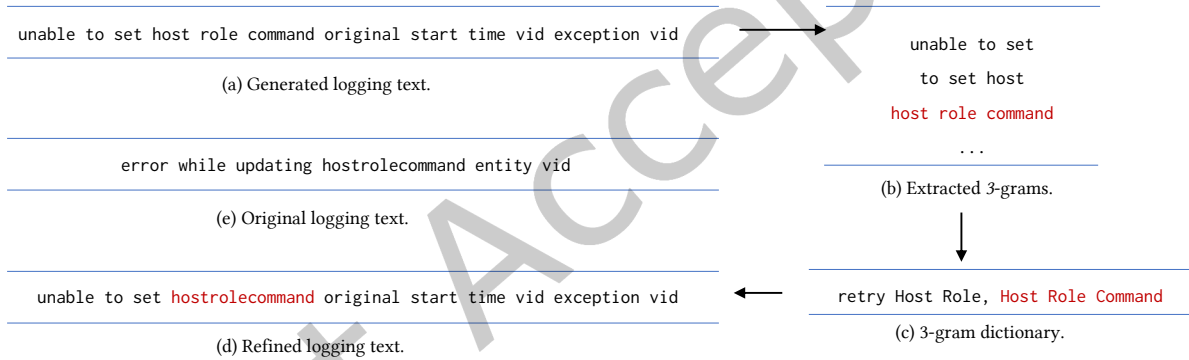 unable to set host role command original start time vid exception vid
(a) Generated logging text.
unable to set
to set host
host role command
...
(b) Extracted 3-grams.
error while updating hostrolecommand entity vid
(e) Original logging text.
retry Host Role, Host Role Command
(c) 3-gram dictionary.
unable to set hostrolecommand original start time vid exception vid
(d) Refined logging text.
t Accep